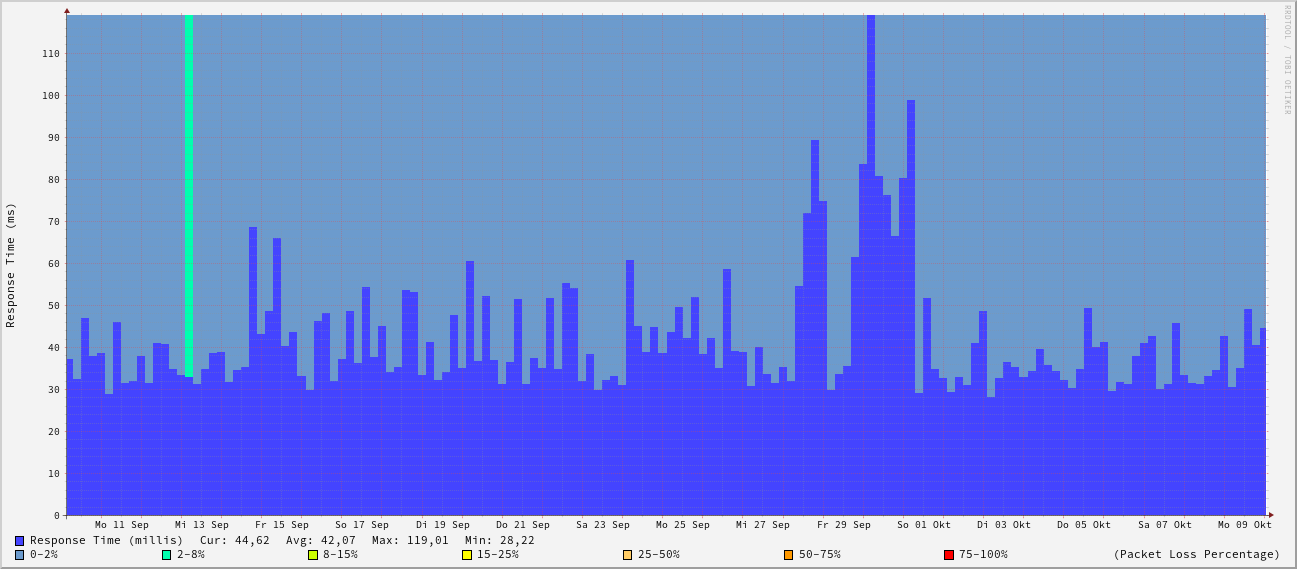 RRDTOOL / TOBI OETIKER
Response Time (ms)
110
100
90
80
70
60
50
40
30
20
10
0
Mo 11 Sep Mi 13 Sep Fr 15 Sep So 17 Sep Di 19 Sep Do 21 Sep Sa 23 Sep Mo 25 Sep Mi 27 Sep Fr 29 Sep So 01 Okt Di 03 Okt Do 05 Okt Sa 07 Okt Mo 09 Okt
Response Time (millis) Cur: 44,62 Avg: 42,07 Max: 119,01 Min: 28,22
0-2% 2-8% 8-15% 15-25% 25-50% 50-75% 75-100% (Packet Loss Percentage)